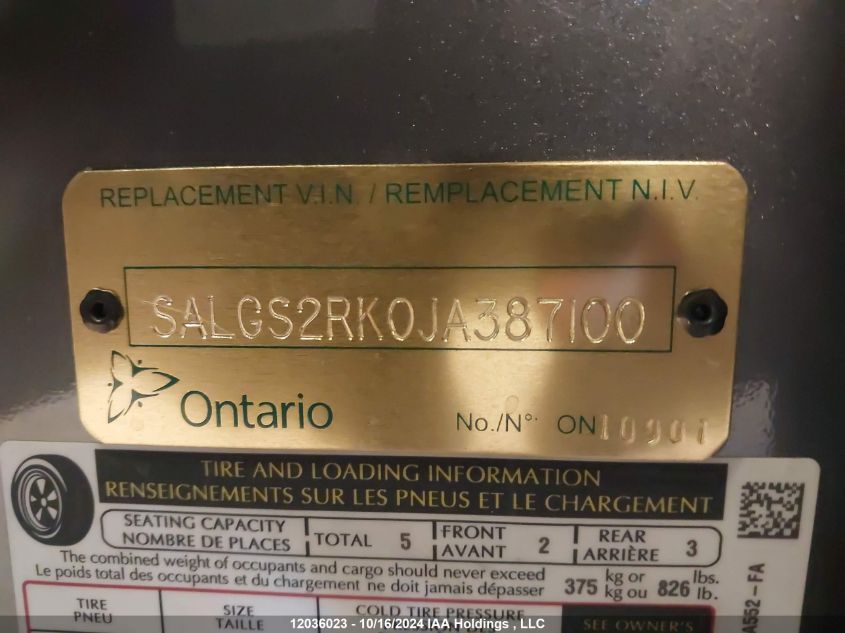 REPLACEMENT V.I.N. / REMPLACEMENT N.I.V.
SALGS2RK0JA387100
Ontario
No./N°. ON 10901
TIRE AND LOADING INFORMATION
RENSEIGNEMENTS SUR LES PNEUS ET LE CHARGEMENT
SEATING CAPACITY
NOMBRE DE PLACES
TOTAL 5
FRONT
AVANT 2
REAR
ARRIÈRE 3
The combined weight of occupants and cargo should never exceed
Le poids total des occupants et du chargement ne doit jamais dépasser
375 kg or
kg ou
826 lbs.
lb.
A552-FA
TIRE
PNEU
SIZE
TAILLE
COLD TIRE PRESSURE
SEE OWNER'S
12036023 - 10/16/2024 IAA Holdings , LLC